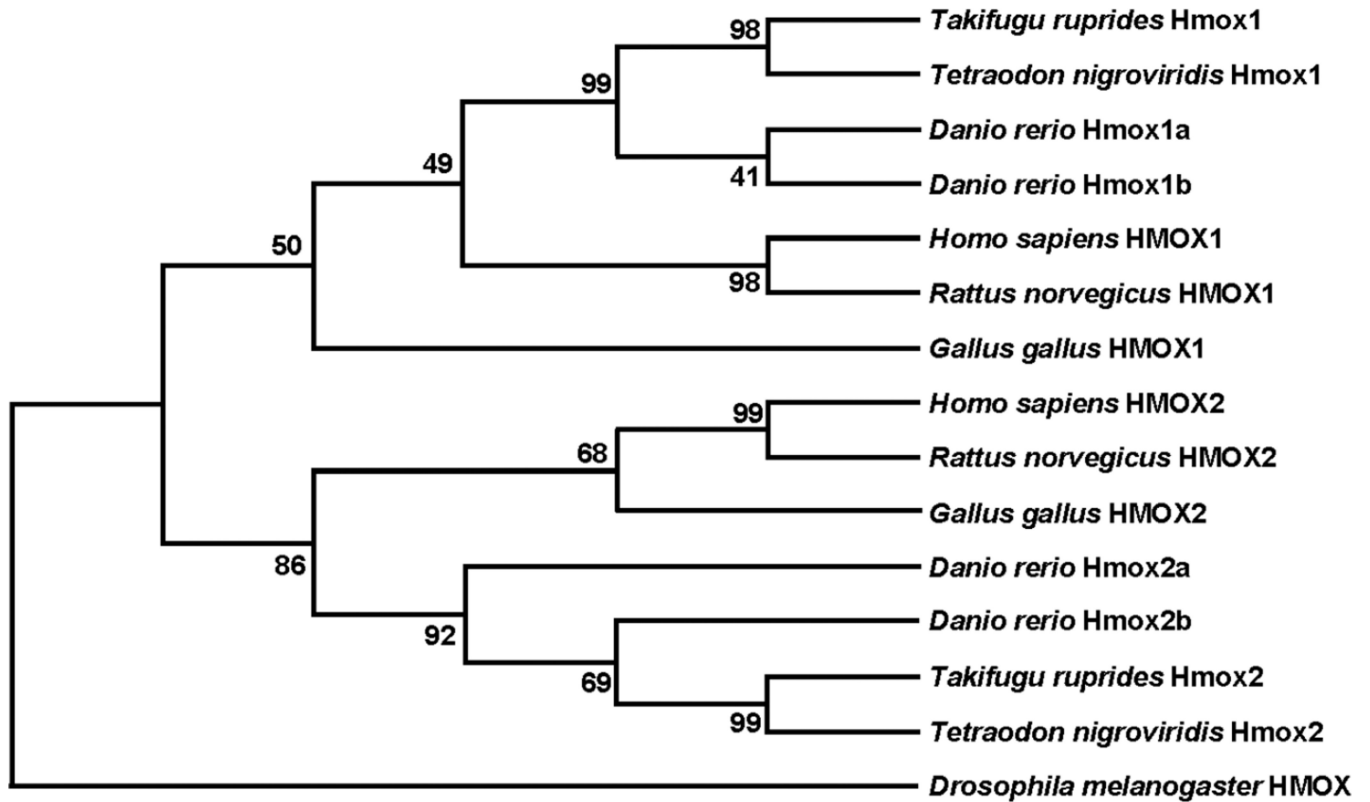 98 Takifugu ruprides Hmox1
Tetraodon nigroviridis Hmox1
99
Danio rerio Hmox1a
41 Danio rerio Hmox1b
49
Homo sapiens HMOX1
98 Rattus norvegicus HMOX1
50
Gallus gallus HMOX1
99 Homo sapiens HMOX2
68
Rattus norvegicus HMOX2
Gallus gallus HMOX2
86 Danio rerio Hmox2a
92 Danio rerio Hmox2b
69 Takifugu ruprides Hmox2
99 Tetraodon nigroviridis Hmox2
Drosophila melanogaster HMOX